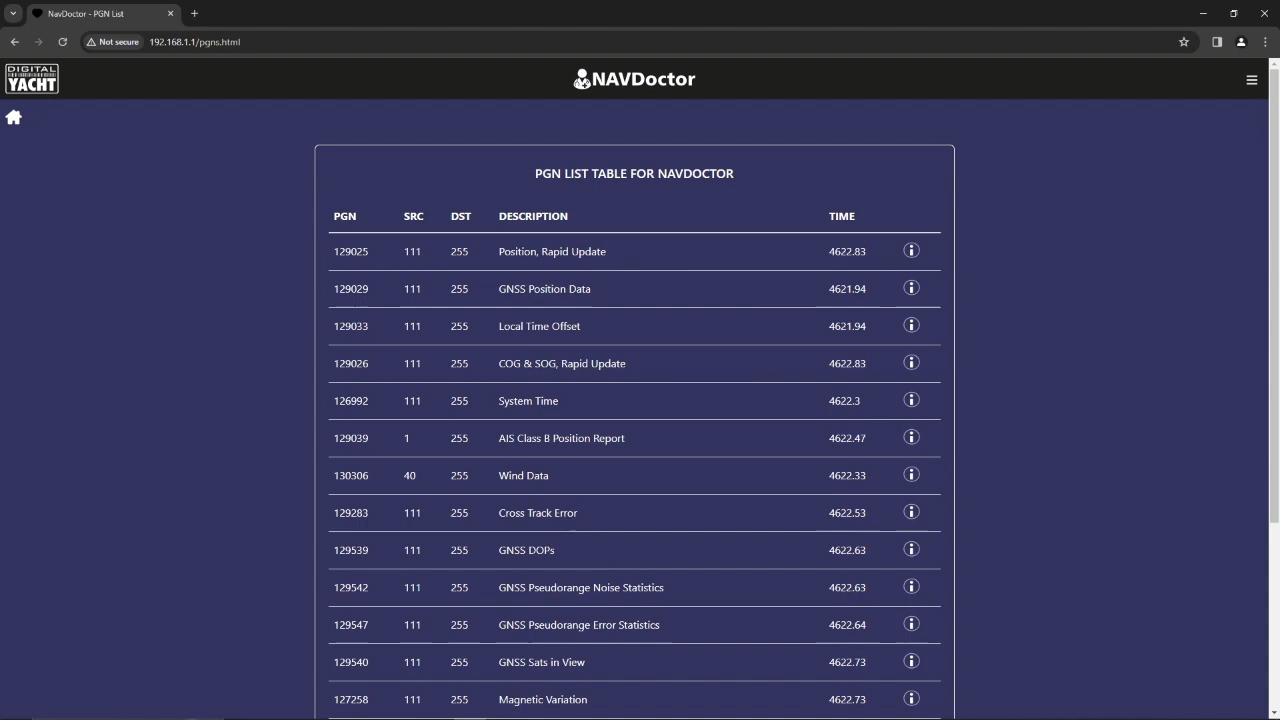 NavDoctor - PGN List
Not secure 192.168.1.1/pgns.html
DIGITAL
YACHT
NAVDoctor
PGN LIST TABLE FOR NAVDOCTOR
PGN SRC DST DESCRIPTION TIME
129025 111 255 Position, Rapid Update 4622.83
129029 111 255 GNSS Position Data 4621.94
129033 111 255 Local Time Offset 4621.94
129026 111 255 COG & SOG, Rapid Update 4622.83
126992 111 255 System Time 4622.3
129039 1 255 AIS Class B Position Report 4622.47
130306 40 255 Wind Data 4622.33
129283 111 255 Cross Track Error 4622.53
129539 111 255 GNSS DOPs 4622.63
129542 111 255 GNSS Pseudorange Noise Statistics 4622.63
129547 111 255 GNSS Pseudorange Error Statistics 4622.64
129540 111 255 GNSS Sats in View 4622.73
127258 111 255 Magnetic Variation 4622.73